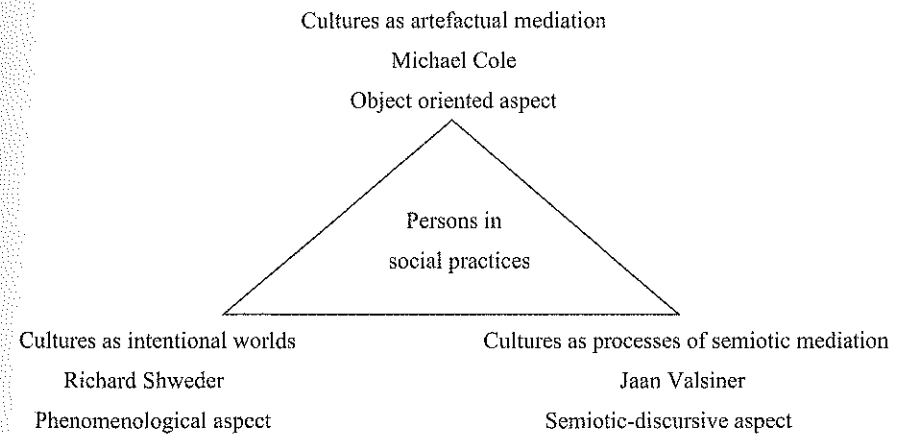 Cultures as artefactual mediation
Michael Cole
Object oriented aspect
Persons in
social practices
Cultures as intentional worlds
Richard Shweder
Phenomenological aspect
Cultures as processes of semiotic mediation
Jaan Valsiner
Semiotic-discursive aspect